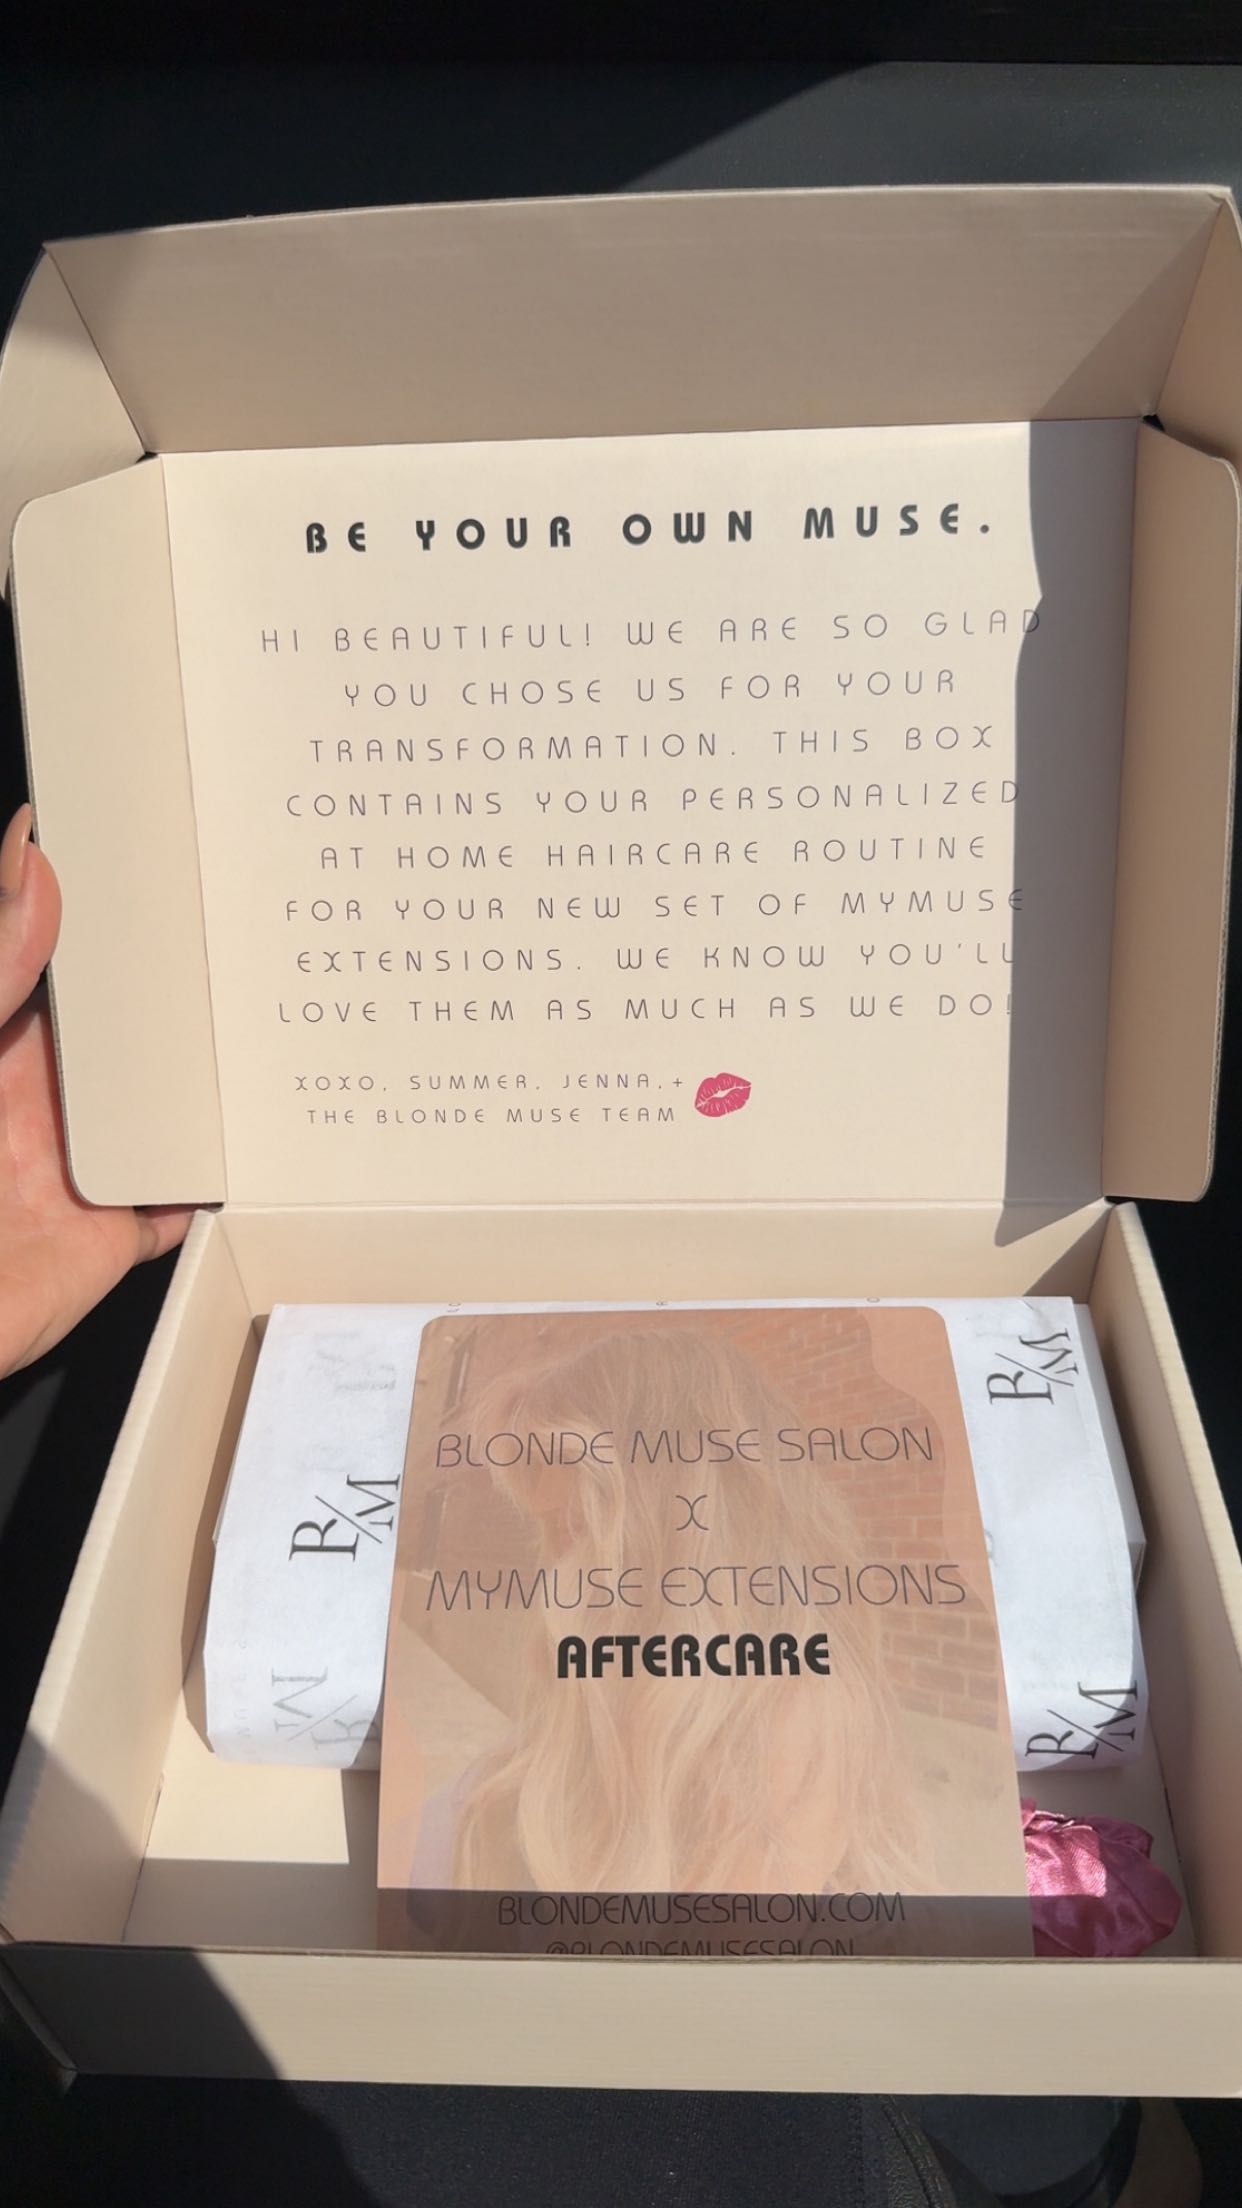 BE YOUR OWN MUSE.
HI BEAUTIFUL! WE ARE SO GLAD
YOU CHOSE US FOR YOUR
TRANSFORMATION. THIS BOX
CONTAINS YOUR PERSONALIZED
AT HOME HAIRCARE ROUTINE
FOR YOUR NEW SET OF MYMUSE
EXTENSIONS. WE KNOW YOU'LL
LOVE THEM AS MUCH AS WE DO!
XOXO, SUMMER, JENNA, +
THE BLONDE MUSE TEAM
R/M
BLONDE MUSE SALON
X
MYMUSE EXTENSIONS
AFTERCARE
BLONDEMUSESALON.COM
@BLONDEMUSESALON
R/M
R/M